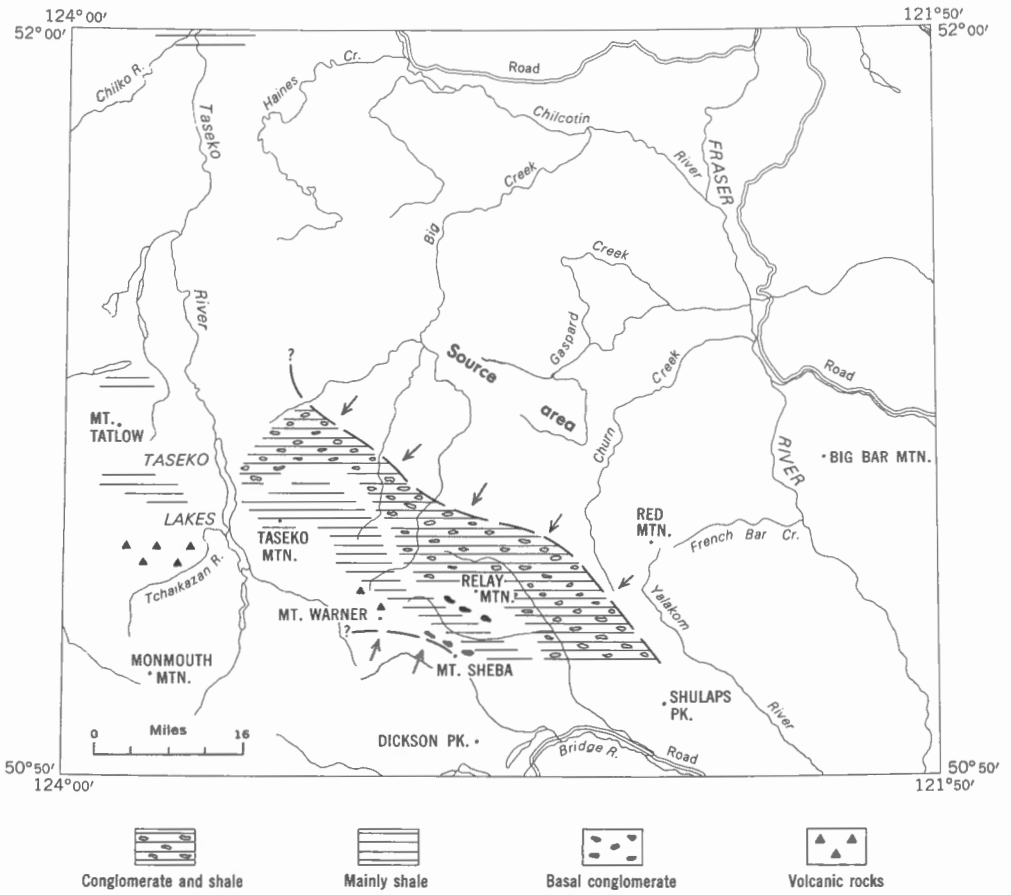 124°00'
121°50'
52°00'
52°00'
Chilko R.
Taseko
Haines
Cr.
Road
Chilcotin
River
FRASER
Creek
Big
River
Creek
Gaspard
?
Source
area
Creek
Churn
Road
MT.
TATLOW
TASEKO
LAKES
BIG BAR MTN.
RIVER
RED
MTN.
French Bar Cr.
TASEKO
MTN.
Tchaikazan R.
RELAY
MTN.
Yalakom
MT. WARNER
?
MONMOUTH
MTN.
MT. SHEBA
SHULAPS
PK.
River
Miles
0
16
DICKSON PK.
Bridge R.
Road
50°50'
50°50'
124°00'
121°50'
Conglomerate and shale
Mainly shale
Basal conglomerate
Volcanic rocks